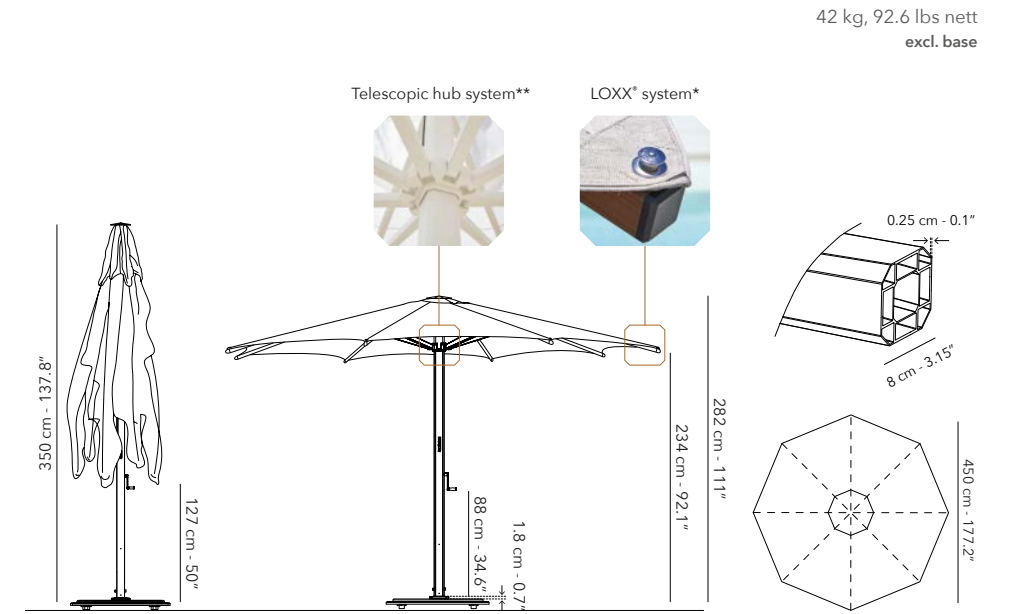 42 kg, 92.6 lbs nett
excl. base
Telescopic hub system**
LOXX® system*
0.25 cm - 0.1”
8 cm - 3.15”
350 cm - 137.8”
127 cm - 50”
88 cm - 34.6”
1.8 cm - 0.7”
234 cm - 92.1”
282 cm - 111”
450 cm - 177.2”